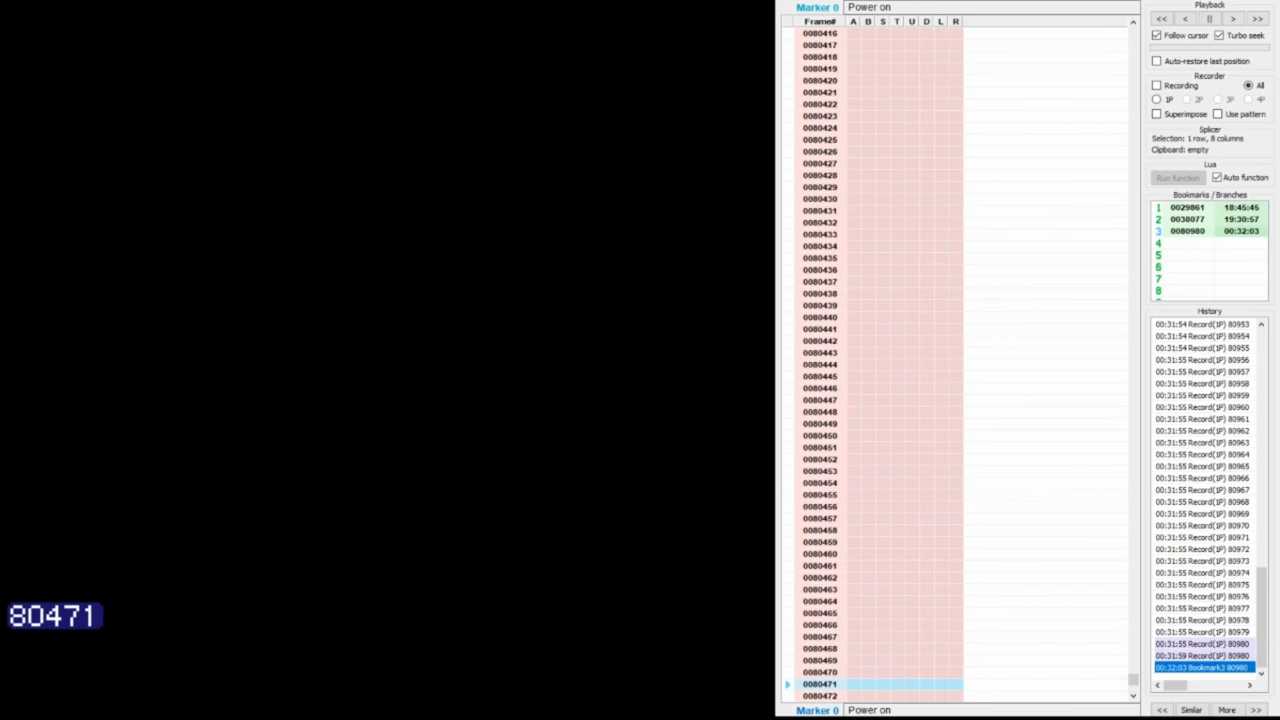 Marker 0 Power on
Frame# A B S T U D L R
0080416
0080417
0080418
0080419
0080420
0080421
0080422
0080423
0080424
0080425
0080426
0080427
0080428
0080429
0080430
0080431
0080432
0080433
0080434
0080435
0080436
0080437
0080438
0080439
0080440
0080441
0080442
0080443
0080444
0080445
0080446
0080447
0080448
0080449
0080450
0080451
0080452
0080453
0080454
0080455
0080456
0080457
0080458
0080459
0080460
0080461
0080462
0080463
0080464
0080465
0080466
0080467
0080468
0080469
0080470
0080471
0080472
Marker 0 Power on
80471
Playback
<< < || > >>
Follow cursor Turbo seek
Auto-restore last position
Recorder
Recording All
1P 2P 3P 4P
Superimpose Use pattern
Splicer
Selection: 1 row, 8 columns
Clipboard: empty
Lua
Run function Auto function
Bookmarks / Branches
1 0029861 18:45:45
2 0038077 19:30:57
3 0080980 00:32:03
4
5
6
7
8
History
00:31:54 Record(1P) 80953
00:31:54 Record(1P) 80954
00:31:54 Record(1P) 80955
00:31:55 Record(1P) 80956
00:31:55 Record(1P) 80957
00:31:55 Record(1P) 80958
00:31:55 Record(1P) 80959
00:31:55 Record(1P) 80960
00:31:55 Record(1P) 80961
00:31:55 Record(1P) 80962
00:31:55 Record(1P) 80963
00:31:55 Record(1P) 80964
00:31:55 Record(1P) 80965
00:31:55 Record(1P) 80966
00:31:55 Record(1P) 80967
00:31:55 Record(1P) 80968
00:31:55 Record(1P) 80969
00:31:55 Record(1P) 80970
00:31:55 Record(1P) 80971
00:31:55 Record(1P) 80972
00:31:55 Record(1P) 80973
00:31:55 Record(1P) 80974
00:31:55 Record(1P) 80975
00:31:55 Record(1P) 80976
00:31:55 Record(1P) 80977
00:31:55 Record(1P) 80978
00:31:55 Record(1P) 80979
00:31:55 Record(1P) 80980
00:31:59 Record(1P) 80980
00:32:03 Bookmark3 80980
<< Similar More >>